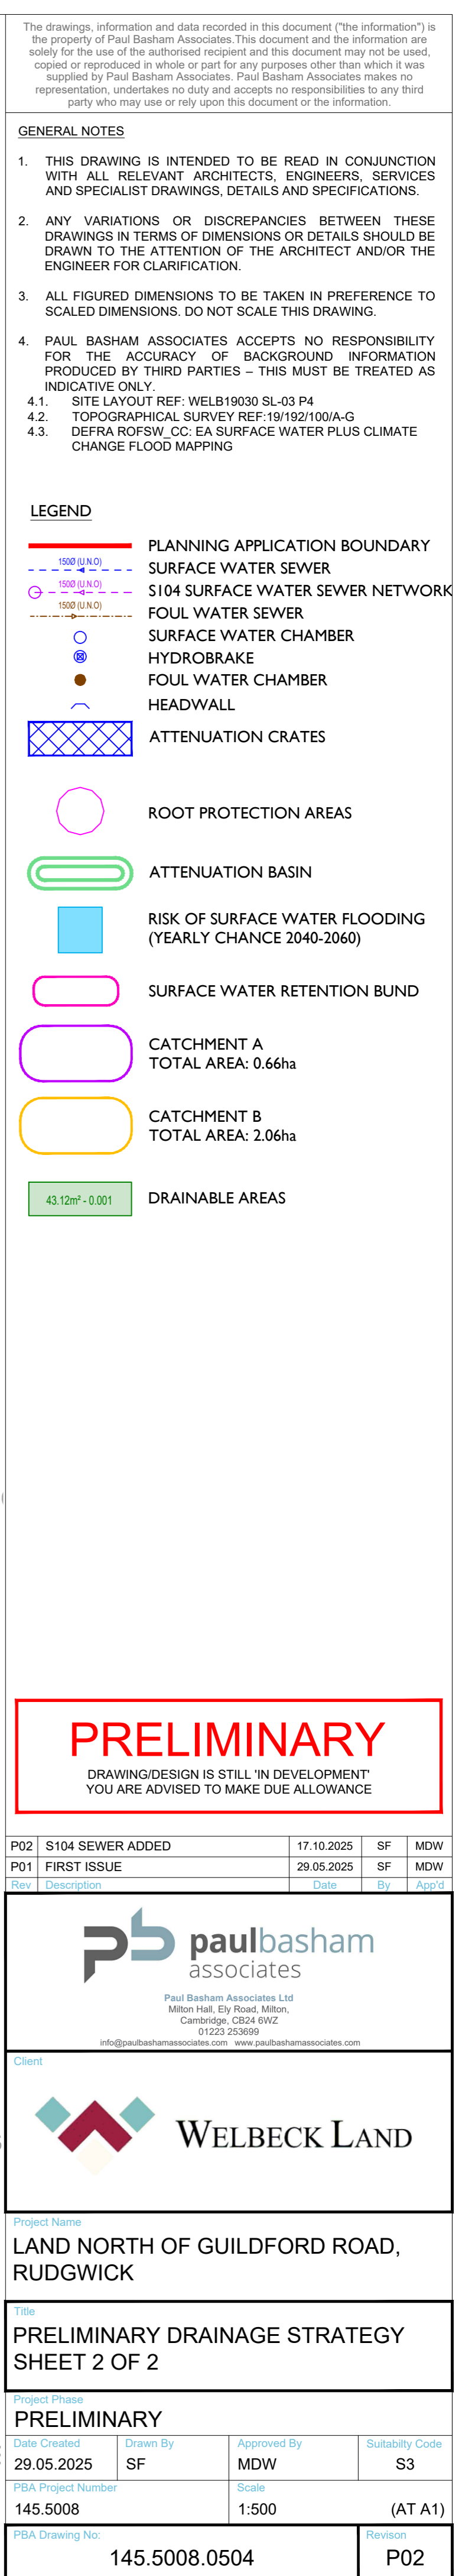 The drawings, information and data recorded in this document ("the information") is
the property of Paul Basham Associates.This document and the information are
solely for the use of the authorised recipient and this document may not be used,
copied or reproduced in whole or part for any purposes other than which it was
supplied by Paul Basham Associates. Paul Basham Associates makes no
representation, undertakes no duty and accepts no responsibilities to any third
party who may use or rely upon this document or the information.
GENERAL NOTES
1. THIS DRAWING IS INTENDED TO BE READ IN CONJUNCTION
WITH ALL RELEVANT ARCHITECTS, ENGINEERS, SERVICES
AND SPECIALIST DRAWINGS, DETAILS AND SPECIFICATIONS.
2. ANY VARIATIONS OR DISCREPANCIES BETWEEN THESE
DRAWINGS IN TERMS OF DIMENSIONS OR DETAILS SHOULD BE
DRAWN TO THE ATTENTION OF THE ARCHITECT AND/OR THE
ENGINEER FOR CLARIFICATION.
3. ALL FIGURED DIMENSIONS TO BE TAKEN IN PREFERENCE TO
SCALED DIMENSIONS. DO NOT SCALE THIS DRAWING.
4. PAUL BASHAM ASSOCIATES ACCEPTS NO RESPONSIBILITY
FOR THE ACCURACY OF BACKGROUND INFORMATION
PRODUCED BY THIRD PARTIES – THIS MUST BE TREATED AS
INDICATIVE ONLY.
4.1. SITE LAYOUT REF: WELB19030 SL-03 P4
4.2. TOPOGRAPHICAL SURVEY REF:19/192/100/A-G
4.3. DEFRA ROFSW_CC: EA SURFACE WATER PLUS CLIMATE
CHANGE FLOOD MAPPING
LEGEND
PLANNING APPLICATION BOUNDARY
150Ø (U.N.O) SURFACE WATER SEWER
150Ø (U.N.O) S104 SURFACE WATER SEWER NETWORK
150Ø (U.N.O) FOUL WATER SEWER
SURFACE WATER CHAMBER
HYDROBRAKE
FOUL WATER CHAMBER
HEADWALL
ATTENUATION CRATES
ROOT PROTECTION AREAS
ATTENUATION BASIN
RISK OF SURFACE WATER FLOODING
(YEARLY CHANCE 2040-2060)
SURFACE WATER RETENTION BUND
CATCHMENT A
TOTAL AREA: 0.66ha
CATCHMENT B
TOTAL AREA: 2.06ha
43.12m² - 0.001 DRAINABLE AREAS
PRELIMINARY
DRAWING/DESIGN IS STILL 'IN DEVELOPMENT'
YOU ARE ADVISED TO MAKE DUE ALLOWANCE
P02 S104 SEWER ADDED 17.10.2025 SF MDW
P01 FIRST ISSUE 29.05.2025 SF MDW
Rev Description Date By App'd
pb paulbasham
associates
Paul Basham Associates Ltd
Milton Hall, Ely Road, Milton,
Cambridge, CB24 6WZ
01223 253699
info@paulbashamassociates.com www.paulbashamassociates.com
Client
WELBECK LAND
Project Name
LAND NORTH OF GUILDFORD ROAD,
RUDGWICK
Title
PRELIMINARY DRAINAGE STRATEGY
SHEET 2 OF 2
Project Phase
PRELIMINARY
Date Created Drawn By Approved By Suitabilty Code
29.05.2025 SF MDW S3
PBA Project Number Scale
145.5008 1:500 (AT A1)
PBA Drawing No: Revison
145.5008.0504 P02